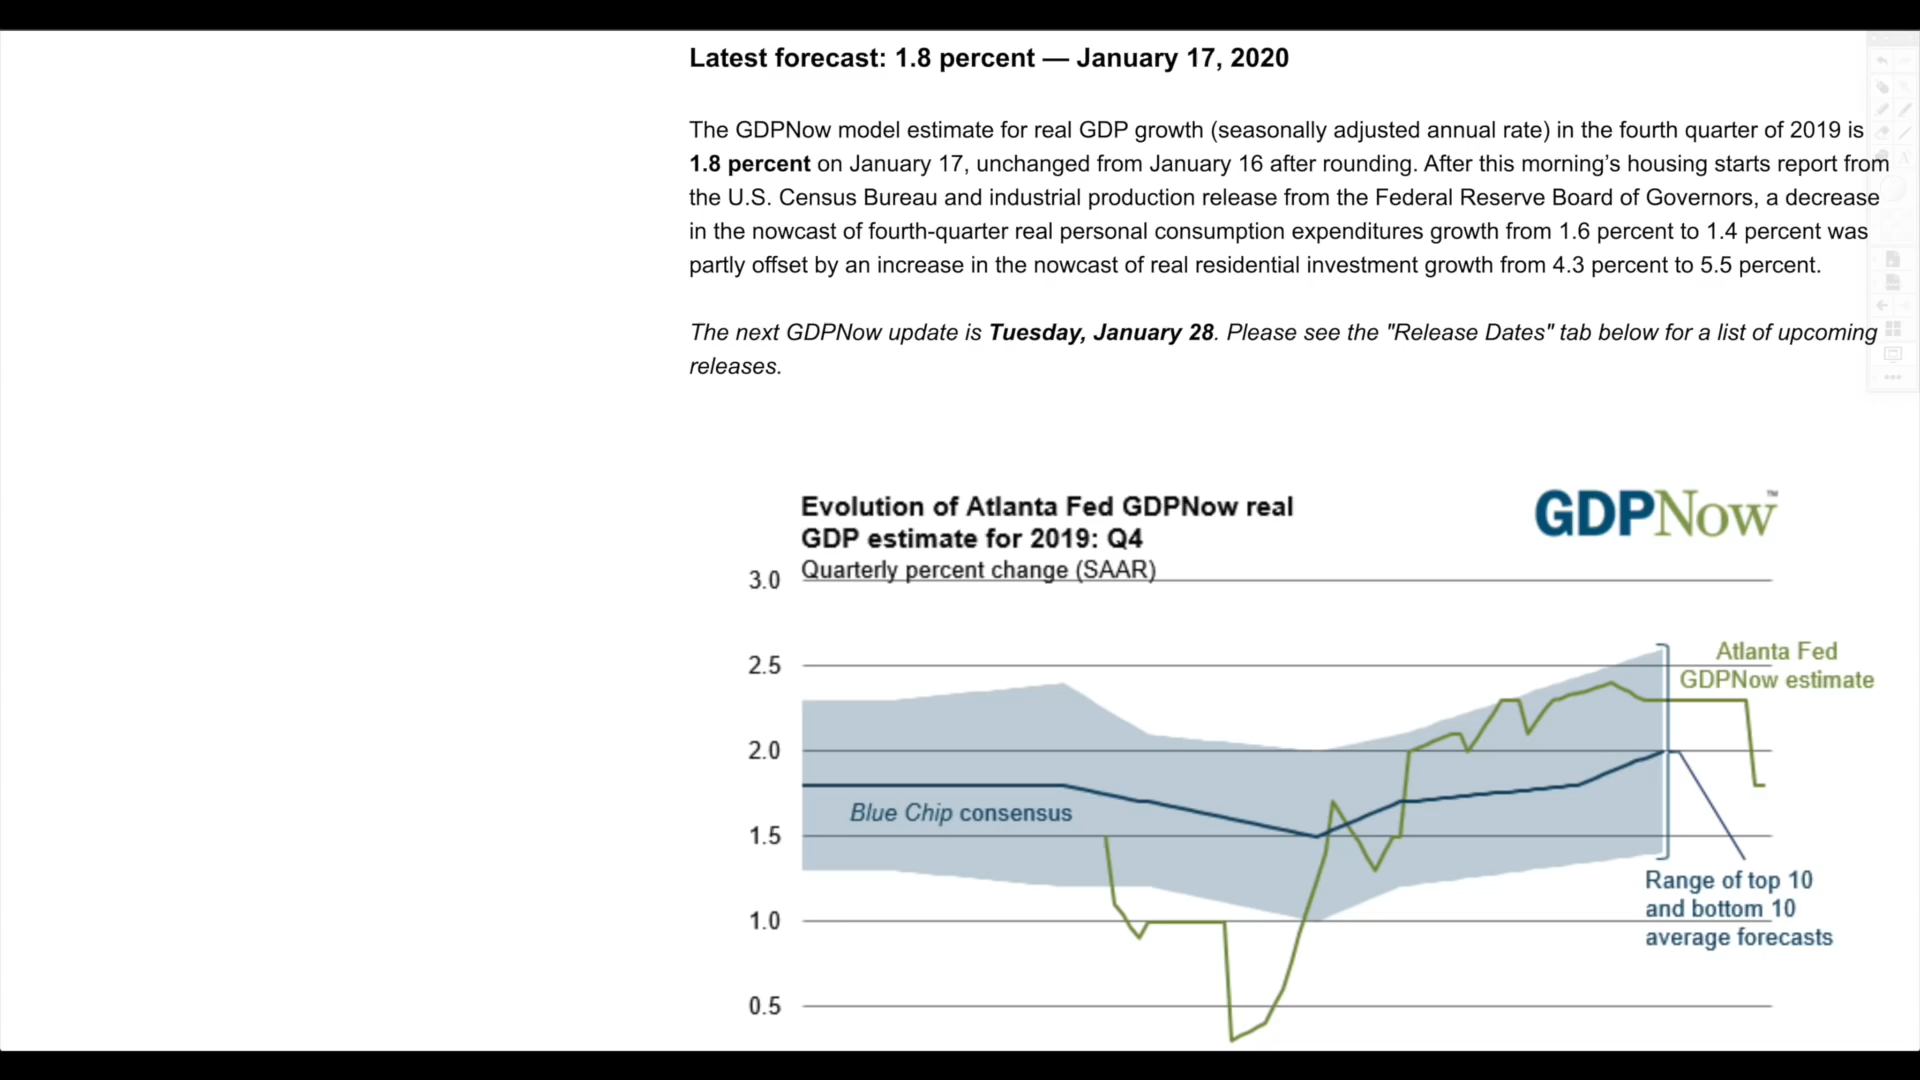 Latest forecast: 1.8 percent — January 17, 2020
The GDPNow model estimate for real GDP growth (seasonally adjusted annual rate) in the fourth quarter of 2019 is
1.8 percent on January 17, unchanged from January 16 after rounding. After this morning’s housing starts report from
the U.S. Census Bureau and industrial production release from the Federal Reserve Board of Governors, a decrease
in the nowcast of fourth-quarter real personal consumption expenditures growth from 1.6 percent to 1.4 percent was
partly offset by an increase in the nowcast of real residential investment growth from 4.3 percent to 5.5 percent.
The next GDPNow update is Tuesday, January 28. Please see the "Release Dates" tab below for a list of upcoming
releases.
Evolution of Atlanta Fed GDPNow real
GDP estimate for 2019: Q4
Quarterly percent change (SAAR)
GDPNow™
3.0
2.5
2.0
1.5
1.0
0.5
Atlanta Fed
GDPNow estimate
Blue Chip consensus
Range of top 10
and bottom 10
average forecasts